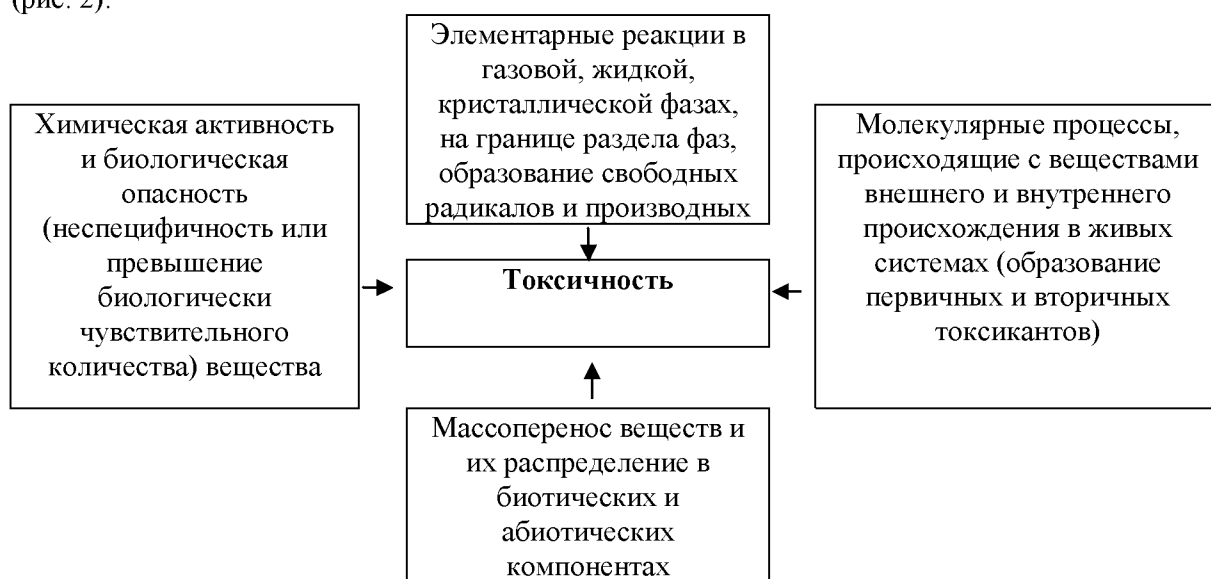 (рис. 2).
Элементарные реакции в
газовой, жидкой,
кристаллической фазах,
на границе раздела фаз,
образование свободных
радикалов и производных
Химическая активность
и биологическая
опасность
(неспецифичность или
превышение
биологически
чувствительного
количества) вещества
Токсичность
Молекулярные процессы,
происходящие с веществами
внешнего и внутреннего
происхождения в живых
системах (образование
первичных и вторичных
токсикантов)
Массоперенос веществ и
их распределение в
биотических и
абиотических
компонентах